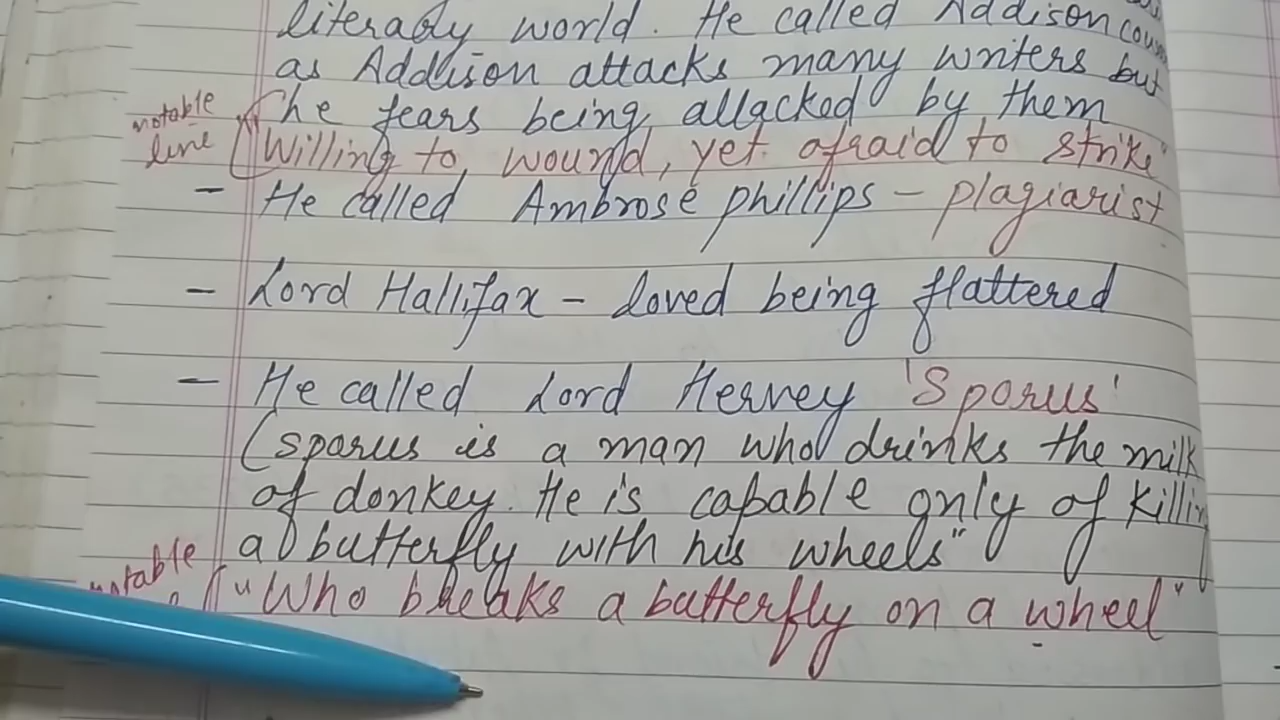 literary world. He called Addison
as Addison attacks many writers but
he fears being attacked by them
notable
line
Willing to wound, yet afraid to strike"
- He called Ambrose phillips - plagiarist
- Lord Hallifax - Loved being flattered
- He called Lord Hervey 'Sporus'
(sporus is a man who drinks the milk
of donkey. He is capable only of killing
a butterfly with his wheels"
notable
"Who breaks a butterfly on a wheel"